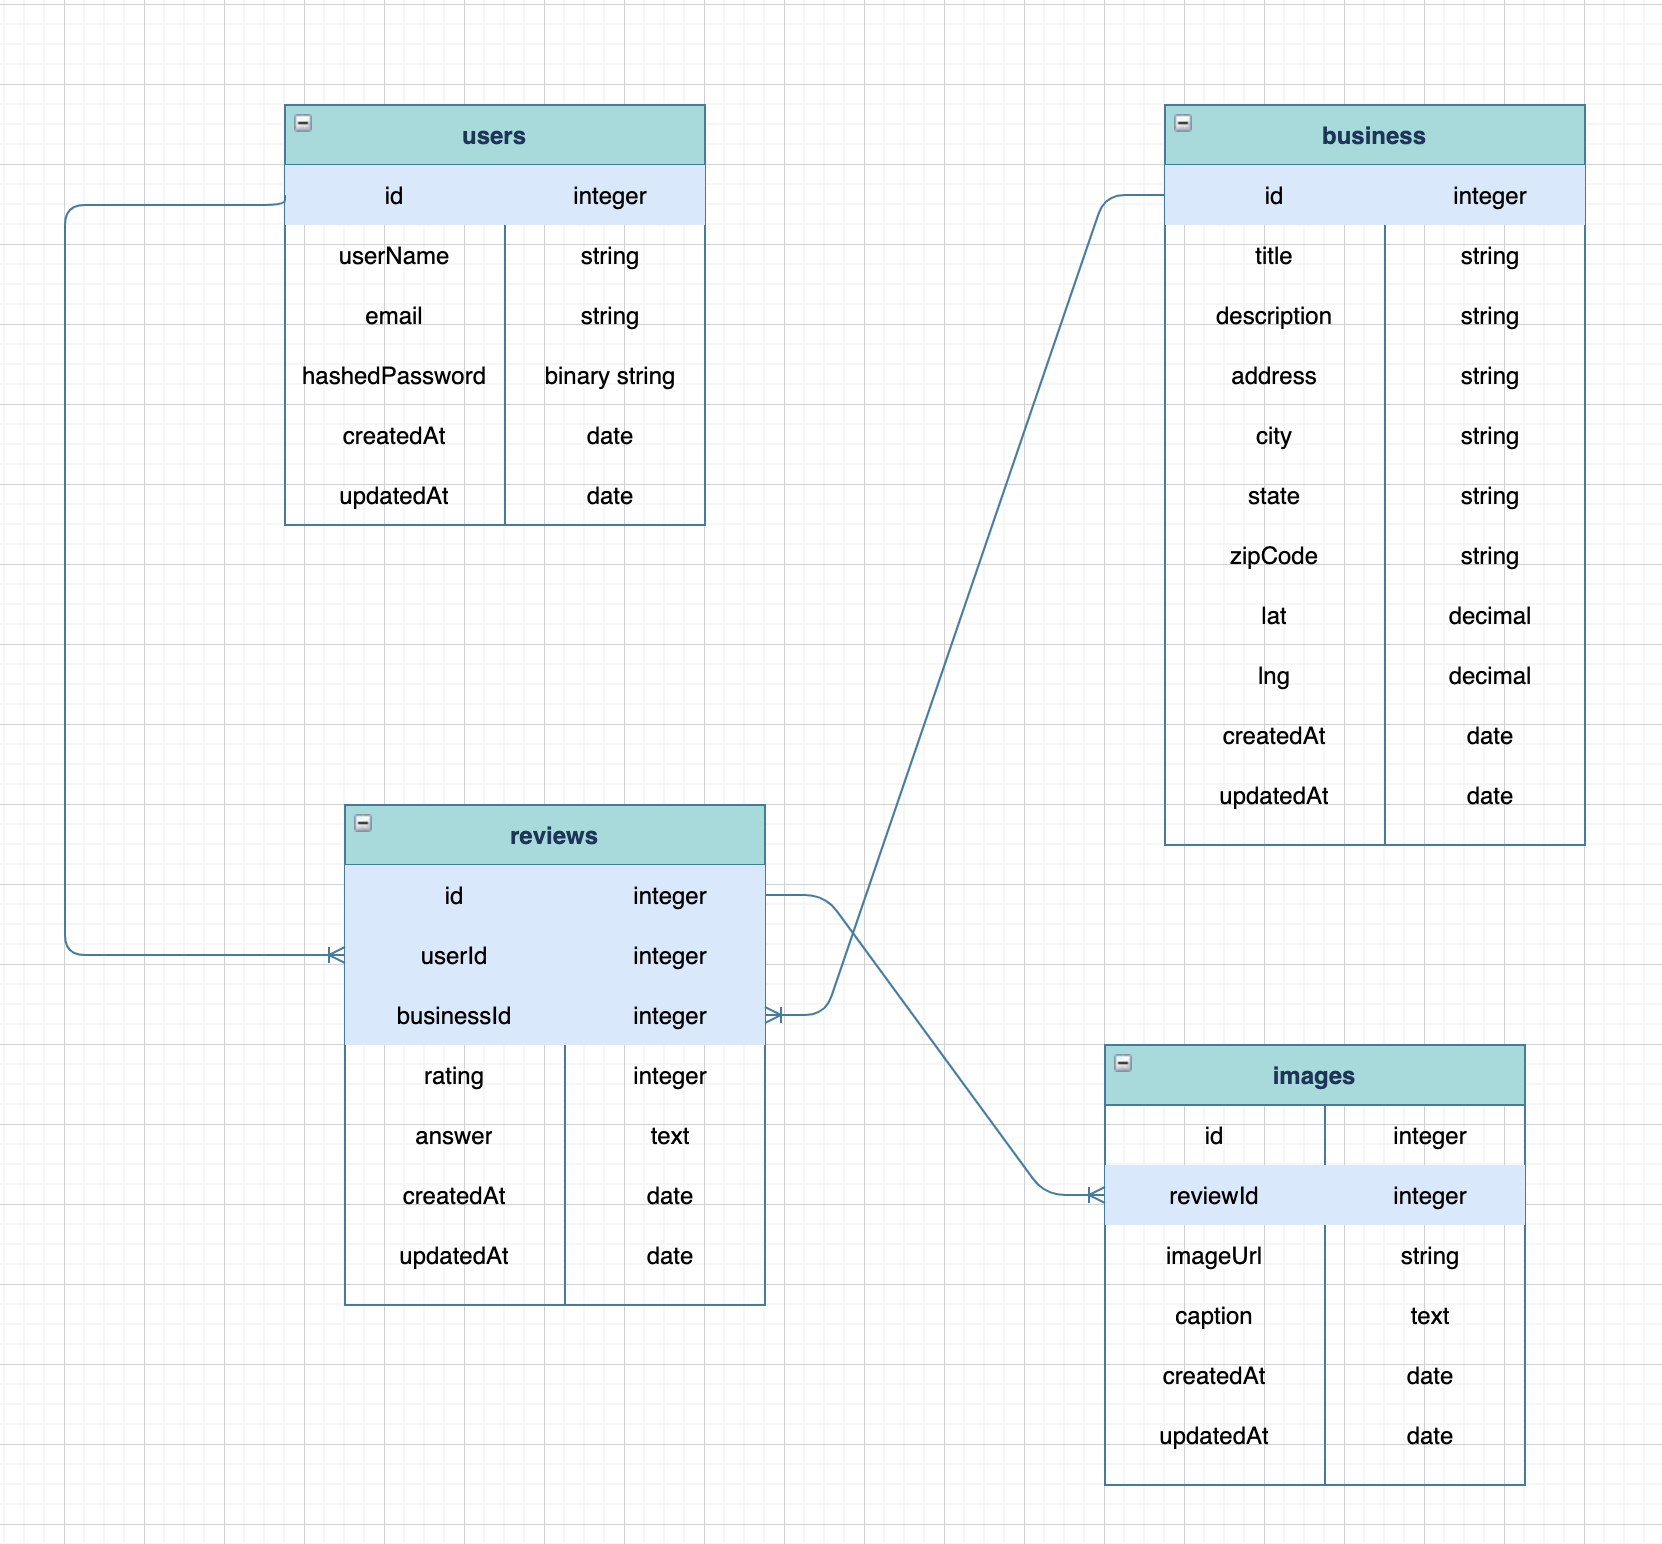 users
id integer
userName string
email string
hashedPassword binary string
createdAt date
updatedAt date
business
id integer
title string
description string
address string
city string
state string
zipCode string
lat decimal
lng decimal
createdAt date
updatedAt date
reviews
id integer
userId integer
businessId integer
rating integer
answer text
createdAt date
updatedAt date
images
id integer
reviewId integer
imageUrl string
caption text
createdAt date
updatedAt date